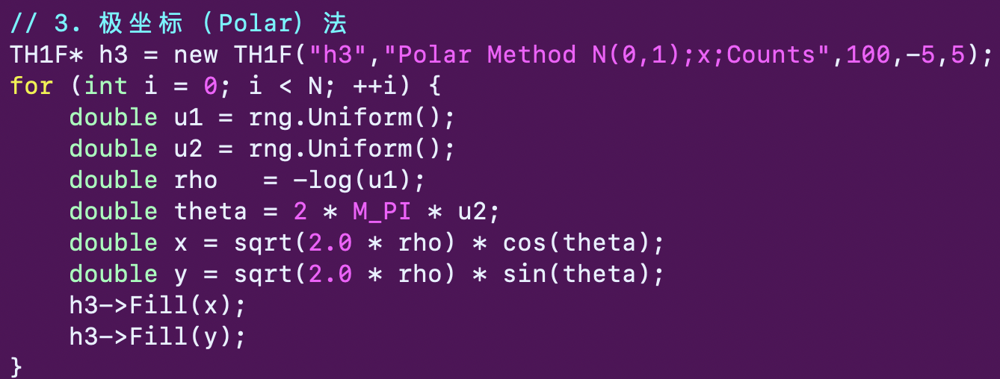 // 3. 极坐标 (Polar) 法
TH1F* h3 = new TH1F("h3","Polar Method N(0,1);x;Counts",100,-5,5);
for (int i = 0; i < N; ++i) {
    double u1 = rng.Uniform();
    double u2 = rng.Uniform();
    double rho   = -log(u1);
    double theta = 2 * M_PI * u2;
    double x = sqrt(2.0 * rho) * cos(theta);
    double y = sqrt(2.0 * rho) * sin(theta);
    h3->Fill(x);
    h3->Fill(y);
}